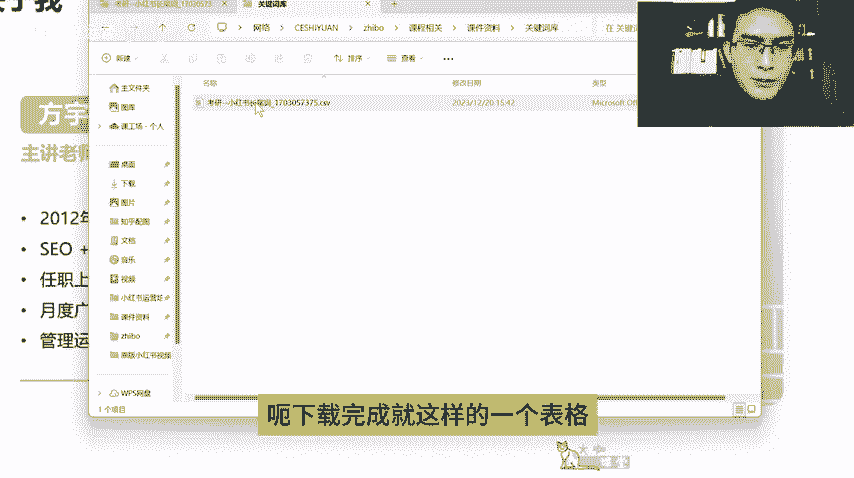 考研--小红书长尾词_170305737
关键词库
新建
排序
查看
网络 > CESHIYUAN > zhibo > 课程相关 > 课件资料 > 关键词库
在 关键词
名称
修改日期
类型
主文件夹
图库
课工场 - 个人
桌面
下载
图片
知乎配图
文档
音乐
视频
小红书运营
课件资料
zhibo
原版小红书视频
WPS网盘
考研--小红书长尾词_1703057375.csv
2023/12/20 15:42
Microsoft Off
1 个项目
方宇
主讲老师
2012年
SEO +
任职上
月度广
管理运
呃下载完成就这样的一个表格